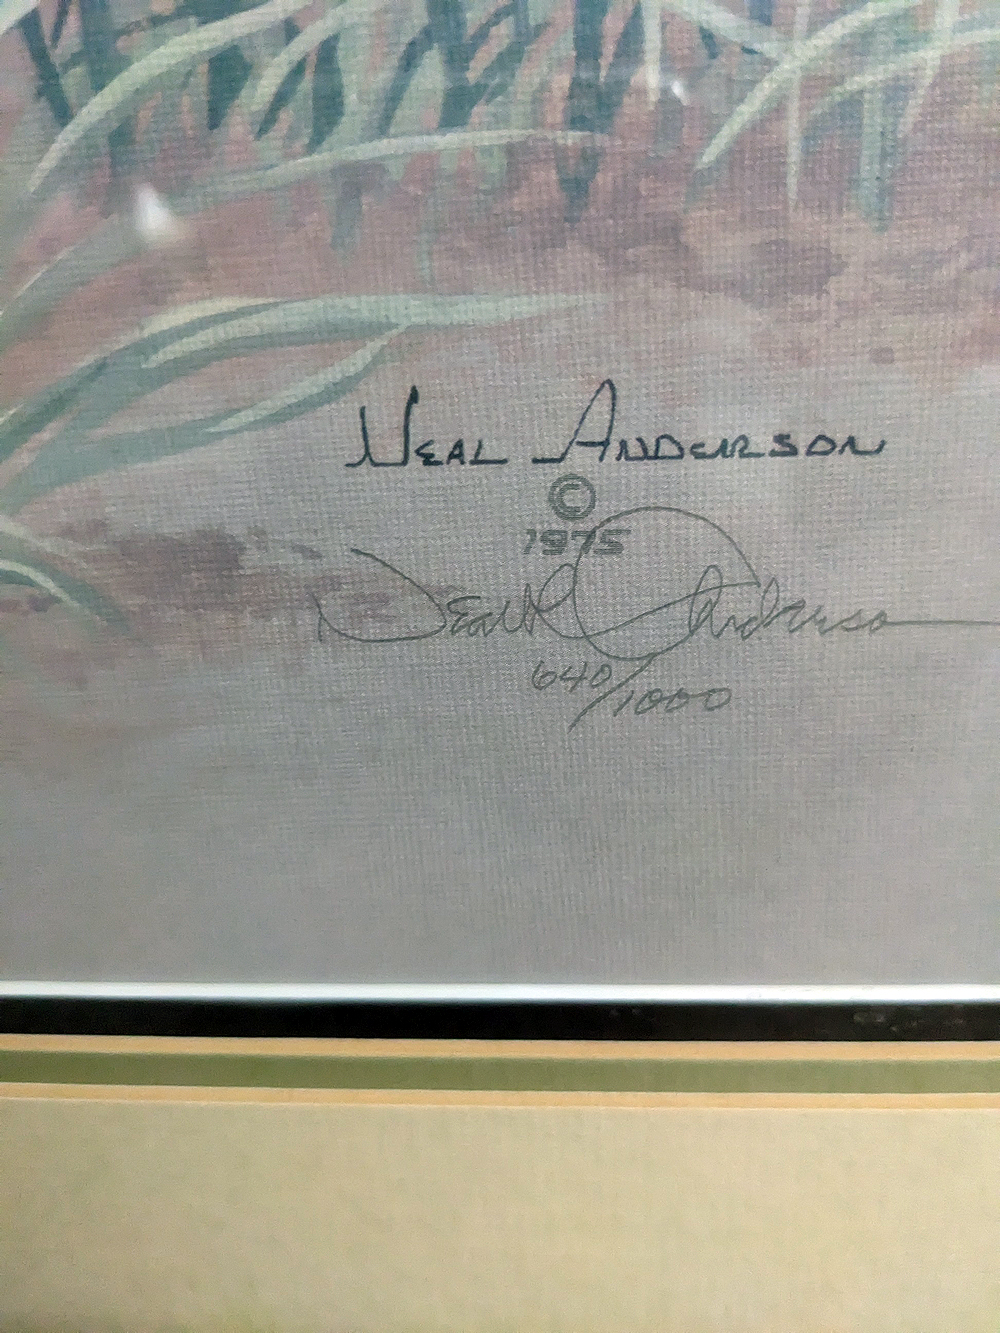 NEAL ANDERSON
©
1975
Neal R Anderson
640/1000